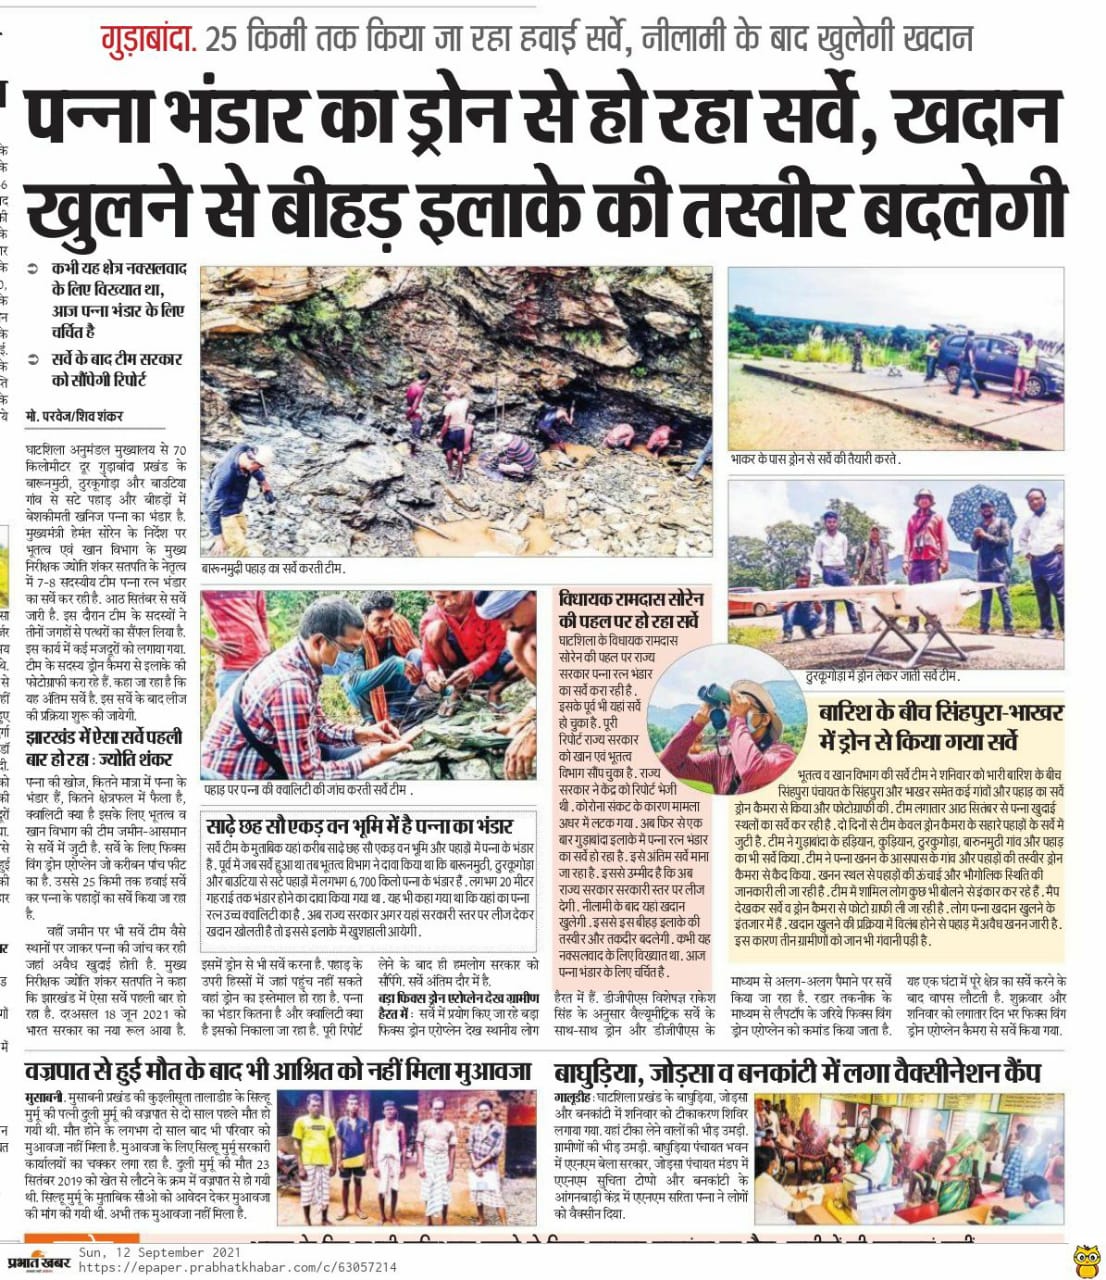 गुड़ाबांदा. 25 किमी तक किया जा रहा हवाई सर्वे, नीलामी के बाद खुलेगी खदान
पन्ना भंडार का ड्रोन से हो रहा सर्वे, खदान
खुलने से बीहड़ इलाके की तस्वीर बदलेगी
कभी यह क्षेत्र नक्सलवाद
के लिए विख्यात था,
आज पन्ना भंडार के लिए
चर्चित है
सर्वे के बाद टीम सरकार
को सौंपेगी रिपोर्ट
मो. परवेज/शिव शंकर
घाटशिला अनुमंडल मुख्यालय से 70
किलोमीटर दूर गुड़ाबांदा प्रखंड के
बारूनमुठी, ठुरकूगोड़ा और बाउटिया
गांव से सटे पहाड़ और बीहड़ों में
बेशकीमती खनिज पन्ना का भंडार है.
मुख्यमंत्री हेमंत सोरेन के निर्देश पर
भूतत्व एवं खान विभाग के मुख्य
निरीक्षक ज्योति शंकर सतपति के नेतृत्व
में 7-8 सदस्यीय टीम पन्ना रत्न भंडार
का सर्वे कर रही है. आठ सितंबर से सर्वे
जारी है. इस दौरान टीम के सदस्यों ने
तीनों जगहों से पत्थरों का सैंपल लिया है.
इस कार्य में कई मजदूरों को लगाया गया.
टीम के सदस्य ड्रोन कैमरा से इलाके की
फोटोग्राफी करा रहे हैं. कहा जा रहा है कि
यह अंतिम सर्वे है. इस सर्वे के बाद लीज
की प्रक्रिया शुरू की जायेगी.
झारखंड में ऐसा सर्वे पहली
बार हो रहा : ज्योति शंकर
पन्ना की खोज, कितने मात्रा में पन्ना के
भंडार हैं, कितने क्षेत्रफल में फैला है,
क्वालिटी क्या है इसके लिए भूतत्व व
खान विभाग की टीम जमीन-आसमान
से सर्वे में जुटी है. सर्वे के लिए फिक्स
विंग ड्रोन एरोप्लेन जो करीबन पांच फीट
का है. उससे 25 किमी तक हवाई सर्वे
कर पन्ना के पहाड़ों का सर्वे किया जा रहा
है.
वहीं जमीन पर भी सर्वे टीम वैसे
स्थानों पर जाकर पन्ना की जांच कर रही
जहां अवैध खुदाई होती है. मुख्य
निरीक्षक ज्योति शंकर सतपति ने कहा
कि झारखंड में ऐसा सर्वे पहली बार हो
रहा है. दरअसल 18 जून 2021 को
भारत सरकार का नया रूल आया है.
बारूनमुढ़ी पहाड़ का सर्वे करती टीम.
पहाड़ पर पन्ना की क्वालिटी की जांच करती सर्वे टीम .
साढ़े छह सौ एकड़ वन भूमि में है पन्ना का भंडार
सर्वे टीम के मुताबिक यहां करीब साढ़े छह सौ एकड़ वन भूमि और पहाड़ों में पन्ना के भंडार
है. पूर्व में जब सर्वे हुआ था तब भूतत्व विभाग ने दावा किया था कि बारूनमुठी, ठुरकूगोड़ा
और बाउटिया से सटे पहाड़ों में लगभग 6,700 किलो पन्ना के भंडार हैं . लगभग 20 मीटर
गहराई तक भंडार होने का दावा किया गया था . यह भी कहा गया था कि यहां का पन्ना
रत्न उच्च क्वालिटी का है . अब राज्य सरकार अगर यहां सरकारी स्तर पर लीज देकर
खदान खोलती है तो इससे इलाके में खुशहाली आयेगी .
इसमें ड्रोन से भी सर्वे करना है. पहाड़ के
उपरी हिस्सों में जहां पहुंच नहीं सकते
वहां ड्रोन का इस्तेमाल हो रहा है. पन्ना
का भंडार कितना है और क्वालिटी क्या
है इसको निकाला जा रहा है. पूरी रिपोर्ट
लेने के बाद ही हमलोग सरकार को
सौंपेंगे. सर्वे अंतिम दौर में है.
बड़ा फिक्स ड्रोन एरोप्लेन देख ग्रामीण
हैरत में : सर्वे में प्रयोग किए जा रहे बड़ा
फिक्स ड्रोन एरोप्लेन देख स्थानीय लोग
विधायक रामदास सोरेन
की पहल पर हो रहा सर्वे
घाटशिला के विधायक रामदास
सोरेन की पहल पर राज्य
सरकार पन्ना रत्न भंडार
का सर्वे करा रही है .
इसके पूर्व भी यहां सर्वे
हो चुका है . पूरी
रिपोर्ट राज्य सरकार
को खान एवं भूतत्व
विभाग सौंप चुका है . राज्य
सरकार ने केंद्र को रिपोर्ट भेजी
थी . कोरोना संकट के कारण मामला
अधर में लटक गया . अब फिर से एक
बार गुड़ाबांदा इलाके में पन्ना रत्न भंडार
का सर्वे हो रहा है . इसे अंतिम सर्वे माना
जा रहा है . इससे उम्मीद है कि अब
राज्य सरकार सरकारी स्तर पर लीज
देगी . नीलामी के बाद यहां खदान
खुलेगी . इससे इस बीहड़ इलाके की
तस्वीर और तकदीर बदलेगी . कभी यह
नक्सलवाद के लिए विख्यात था . आज
पन्ना भंडार के लिए चर्चित है .
हैरत में हैं. डीजीपीएस विशेषज्ञ राकेश
सिंह के अनुसार वैल्यूमीट्रिक सर्वे के
साथ-साथ ड्रोन और डीजीपीएस के
भाकर के पास ड्रोन से सर्वे की तैयारी करते .
ठुरकूगोड़ा में ड्रोन लेकर जाती सर्वे टीम .
बारिश के बीच सिंहपुरा-भाखर
में ड्रोन से किया गया सर्वे
भूतत्व व खान विभाग की सर्वे टीम ने शनिवार को भारी बारिश के बीच
सिंहपुरा पंचायत के सिंहपुरा और भाखर समेत कई गांवों और पहाड़ का सर्वे
ड्रोन कैमरा से किया और फोटोग्राफी की . टीम लगातार आठ सितंबर से पन्ना खुदाई
स्थलों का सर्वे कर रही है . दो दिनों से टीम केवल ड्रोन कैमरा के सहारे पहाड़ों के सर्वे में
जुटी है . टीम ने गुड़ाबांदा के हड़ियान, कुड़ियान, ठुरकुगोड़ा, बारुनमुठी गांव और पहाड़
का भी सर्वे किया . टीम ने पन्ना खनन के आसपास के गांव और पहाड़ों की तस्वीर ड्रोन
कैमरा से कैद किया . खनन स्थल से पहाड़ों की ऊंचाई और भौगोलिक स्थिति की
जानकारी ली जा रही है . टीम में शामिल लोग कुछ भी बोलने से इंकार कर रहे हैं . मैप
देखकर सर्वे व ड्रोन कैमरा से फोटो ग्राफी ली जा रही है . लोग पन्ना खदान खुलने के
इंतजार में हैं . खदान खुलने की प्रक्रिया में विलंब होने से पहाड़ में अवैध खनन जारी है .
इस कारण तीन ग्रामीणों को जान भी गंवानी पड़ी है .
माध्यम से अलग-अलग पैमाने पर सर्वे
किया जा रहा है. रडार तकनीक के
माध्यम से लैपटॉप के जरिये फिक्स विंग
ड्रोन एरोप्लेन को कमांड किया जाता है.
यह एक घंटा में पूरे क्षेत्र का सर्वे करने के
बाद वापस लौटती है. शुक्रवार और
शनिवार को लगातार दिन भर फिक्स विंग
ड्रोन एरोप्लेन कैमरा से सर्वे किया गया.
वज्रपात से हुई मौत के बाद भी आश्रित को नहीं मिला मुआवजा
मुसाबनी. मुसाबनी प्रखंड की कुइलीसूता तालाडीह के सिल्हू
मुर्मू की पत्नी दूली मुर्मू की वज्रपात से दो साल पहले मौत हो
गयी थी. मौत होने के लगभग दो साल बाद भी परिवार को
मुआवजा नहीं मिला है. मुआवजा के लिए सिल्हू मुर्मू सरकारी
कार्यालयों का चक्कर लगा रहा है. दूली मुर्मू की मौत 23
सितंबर 2019 को खेत से लौटने के क्रम में वज्रपात से हो गयी
थी. सिल्हू मुर्मू के मुताबिक सीओ को आवेदन देकर मुआवजा
की मांग की गयी थी. अभी तक मुआवजा नहीं मिला है.
बाघुड़िया, जोड़सा व बनकांटी में लगा वैक्सीनेशन कैंप
गालूडीह : घाटशिला प्रखंड के बाघुड़िया, जोड़सा
और बनकांटी में शनिवार को टीकाकरण शिविर
लगाया गया. यहां टीका लेने वालों की भीड़ उमड़ी.
ग्रामीणों की भीड़ उमड़ी. बाघुड़िया पंचायत भवन
में एएनएम बेला सरकार, जोड़सा पंचायत मंडप में
एएनएम सुचिता टोप्पो और बनकांटी के
आंगनबाड़ी केंद्र में एएनएम सरिता पन्ना ने लोगों
को वैक्सिन दिया.
प्रभात खबर
Sun, 12 September 2021
https://epaper.prabhatkhabar.com/c/63057214